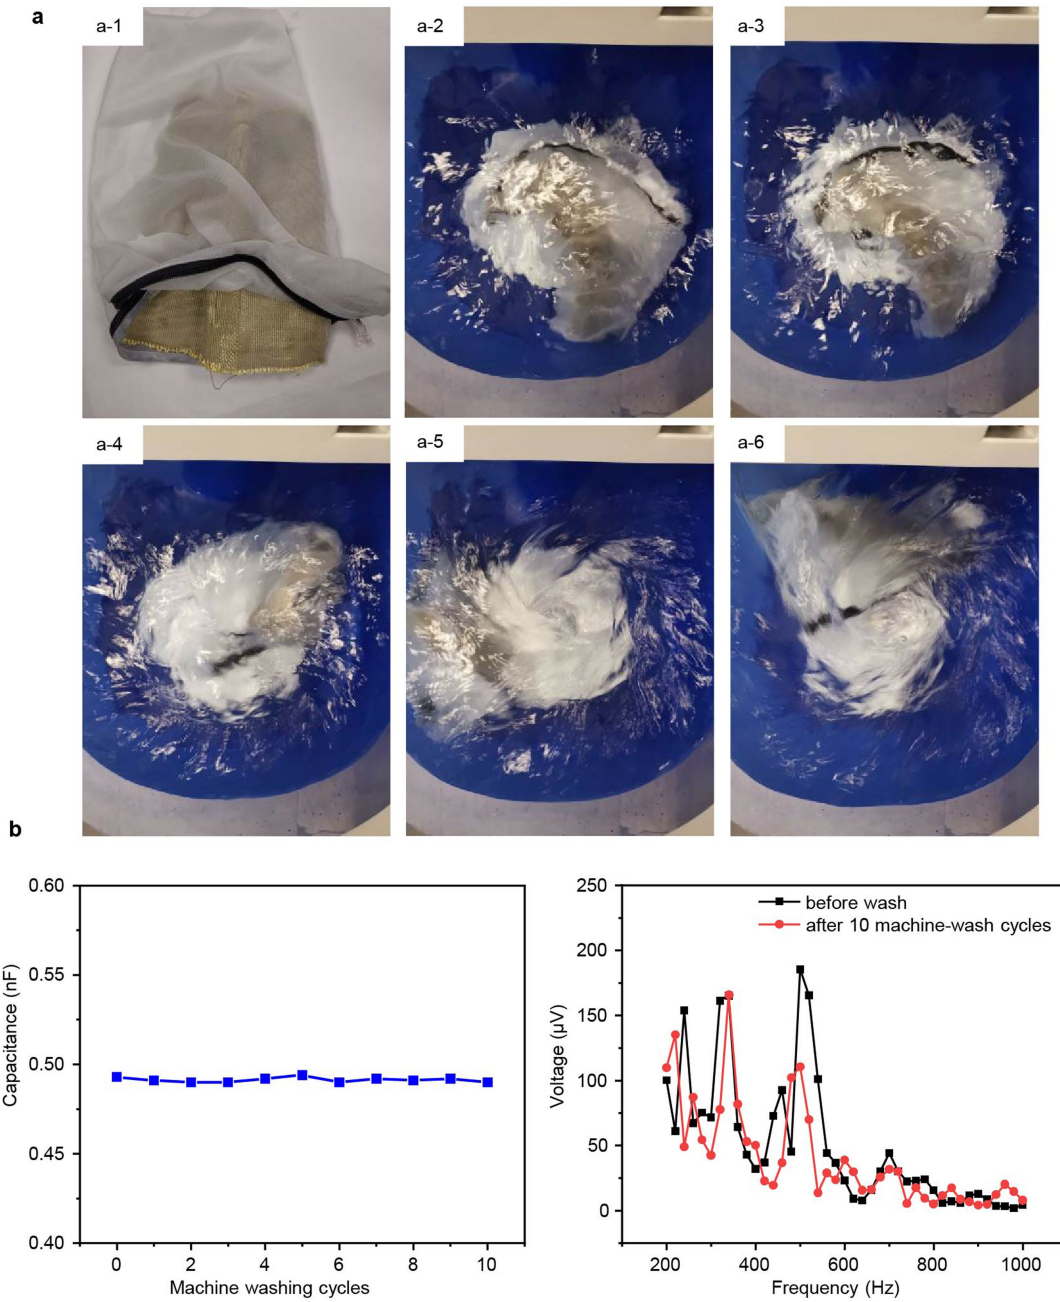 a
a-1
a-2
a-3
a-4
a-5
a-6
b
0.60
0.55
0.50
0.45
0.40
Capacitance (nF)
0 2 4 6 8 10
Machine washing cycles
250
200
150
100
50
0
Voltage (μV)
before wash
after 10 machine-wash cycles
200 400 600 800 1000
Frequency (Hz)